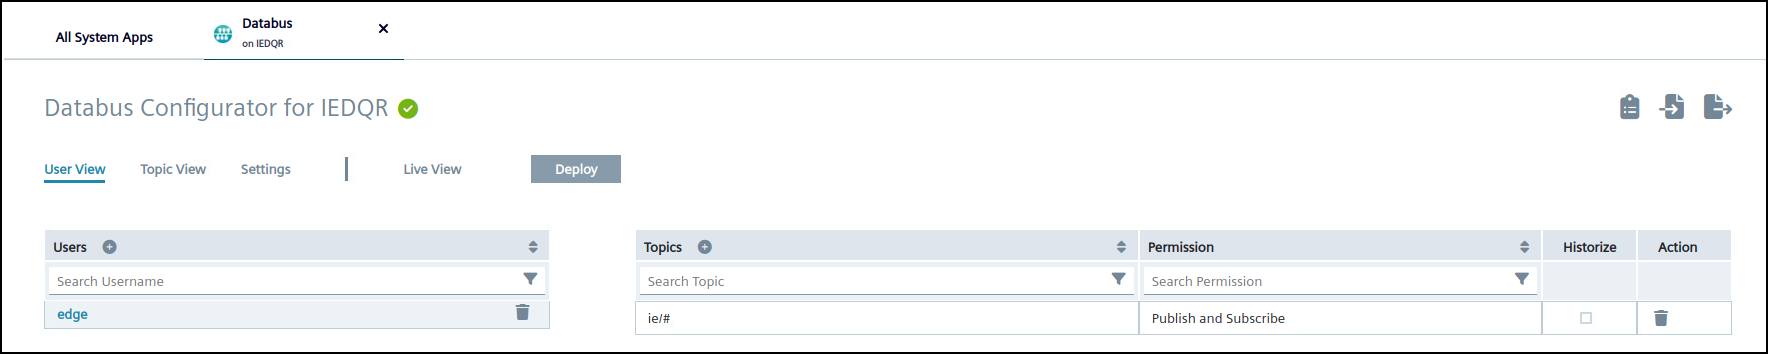 All System Apps
Databus
on IEDQR
Databus Configurator for IEDQR
User View Topic View Settings Live View Deploy
Users
Search Username
edge
Topics Permission Historize Action
Search Topic Search Permission
ie/# Publish and Subscribe